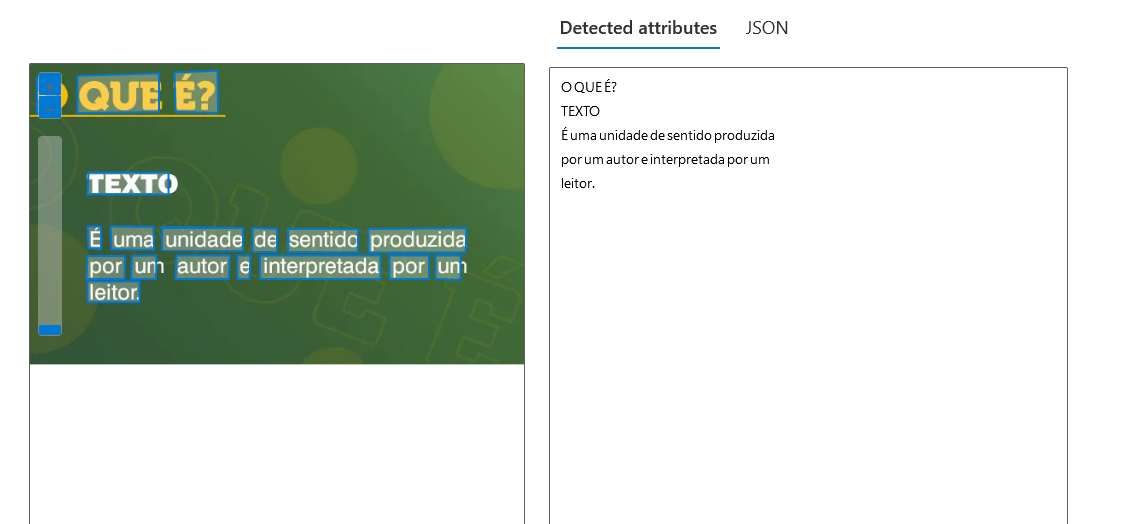 Detected attributes
JSON
O QUE É?
TEXTO
É uma unidade de sentido produzida
por um autor e interpretada por um
leitor.
O QUE É?
TEXTO
É uma unidade de sentido produzida
por um autor e interpretada por um
leitor.